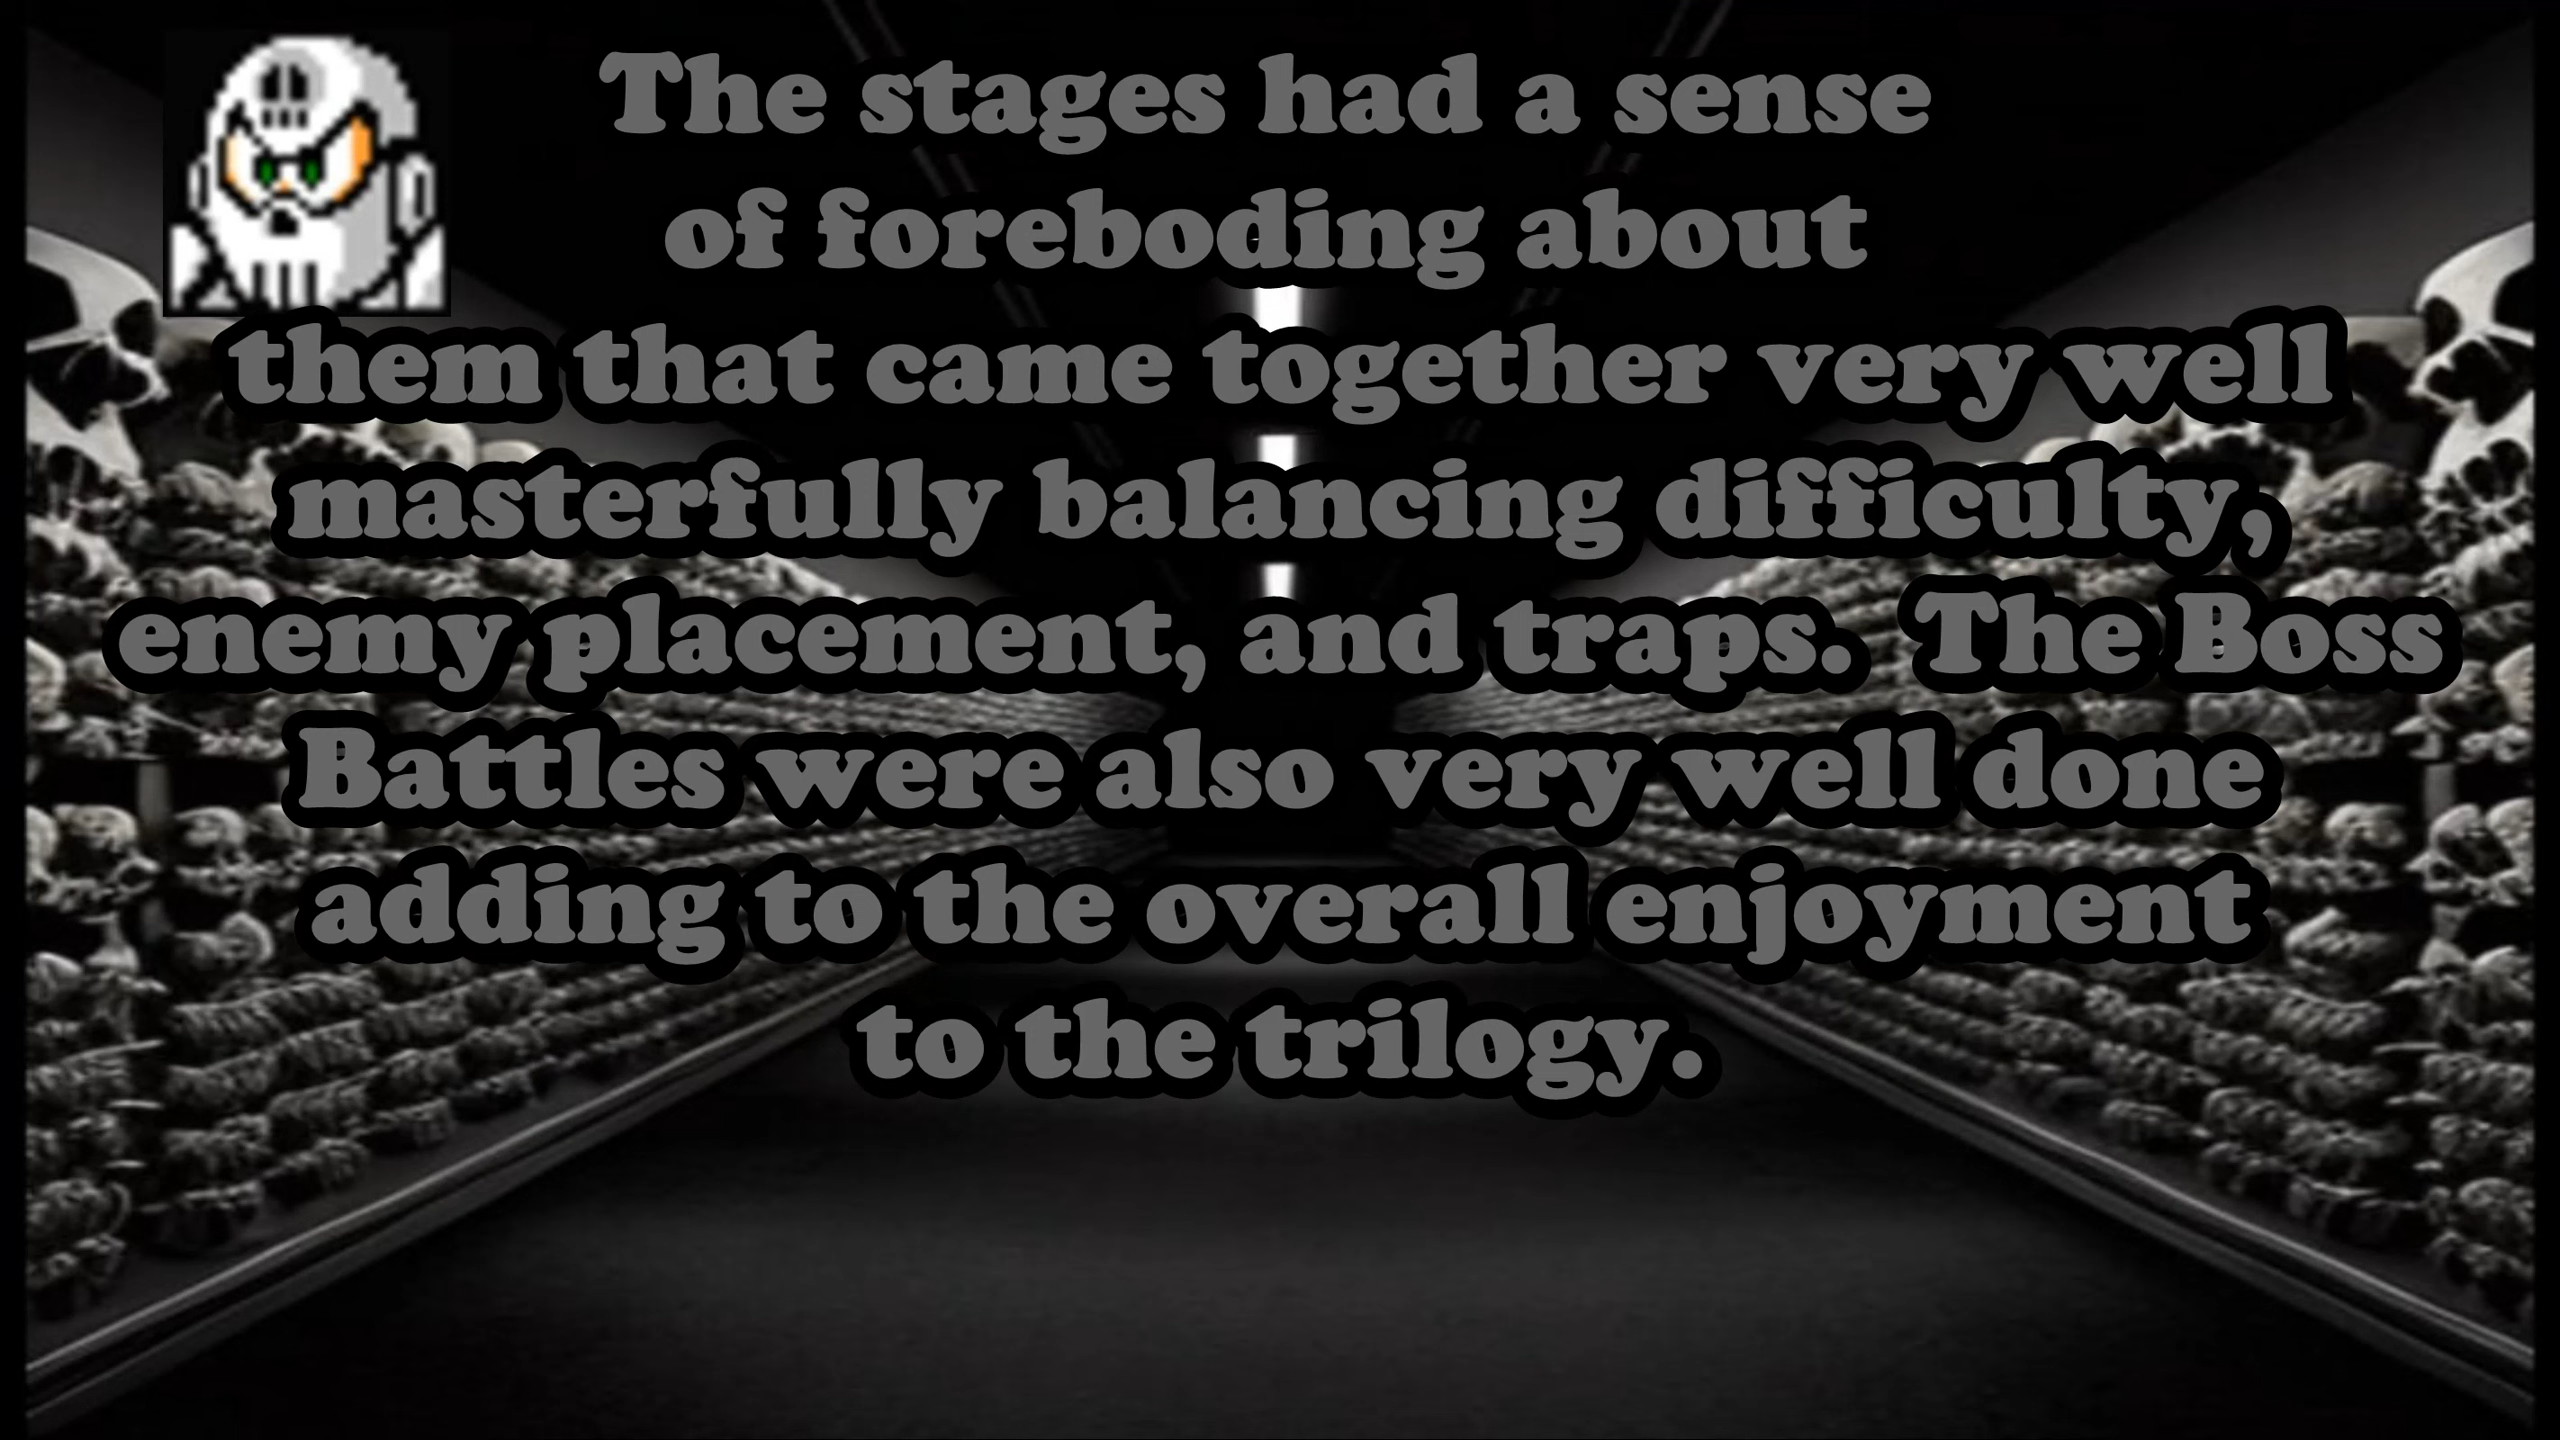 The stages had a sense
of foreboding about
them that came together very well
masterfully balancing difficulty,
enemy placement, and traps.  The Boss
Battles were also very well done
adding to the overall enjoyment
to the trilogy.